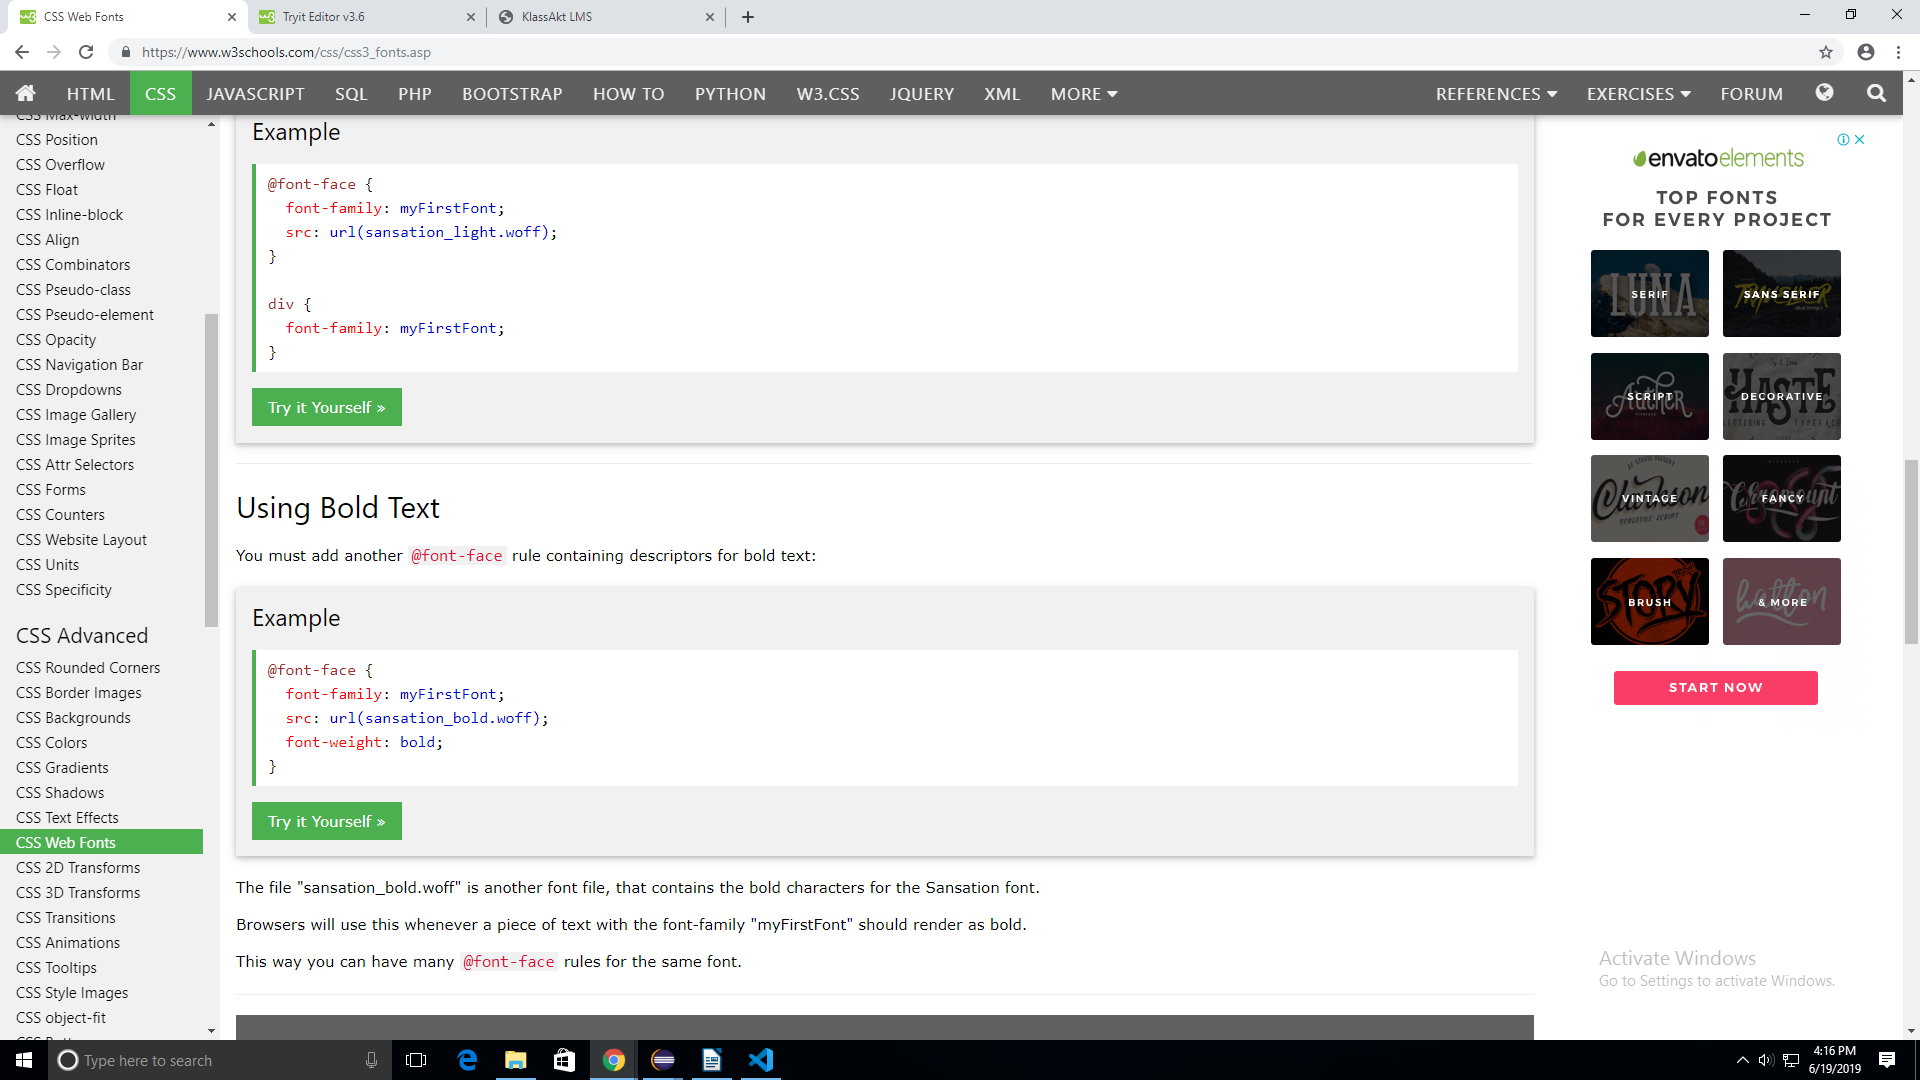 CSS Web Fonts
Tryit Editor v3.6
KlassAkt LMS
https://www.w3schools.com/css/css3_fonts.asp
HTML
CSS
JAVASCRIPT
SQL
PHP
BOOTSTRAP
HOW TO
PYTHON
W3.CSS
JQUERY
XML
MORE
REFERENCES
EXERCISES
FORUM
CSS Max-width
CSS Position
CSS Overflow
CSS Float
CSS Inline-block
CSS Align
CSS Combinators
CSS Pseudo-class
CSS Pseudo-element
CSS Opacity
CSS Navigation Bar
CSS Dropdowns
CSS Image Gallery
CSS Image Sprites
CSS Attr Selectors
CSS Forms
CSS Counters
CSS Website Layout
CSS Units
CSS Specificity
CSS Advanced
CSS Rounded Corners
CSS Border Images
CSS Backgrounds
CSS Colors
CSS Gradients
CSS Shadows
CSS Text Effects
CSS Web Fonts
CSS 2D Transforms
CSS 3D Transforms
CSS Transitions
CSS Animations
CSS Tooltips
CSS Style Images
CSS object-fit
Example
@font-face {
font-family: myFirstFont;
src: url(sansation_light.woff);
}
div {
font-family: myFirstFont;
}
Try it Yourself »
Using Bold Text
You must add another @font-face rule containing descriptors for bold text:
Example
@font-face {
font-family: myFirstFont;
src: url(sansation_bold.woff);
font-weight: bold;
}
Try it Yourself »
The file "sansation_bold.woff" is another font file, that contains the bold characters for the Sansation font.
Browsers will use this whenever a piece of text with the font-family "myFirstFont" should render as bold.
This way you can have many @font-face rules for the same font.
envatoelements
TOP FONTS
FOR EVERY PROJECT
LUNA
SERIF
SANS SERIF
SCRIPT
HASTE
DECORATIVE
VINTAGE
FANCY
STORY
BRUSH
hatton
& MORE
START NOW
Activate Windows
Go to Settings to activate Windows.
Type here to search
4:16 PM
6/19/2019